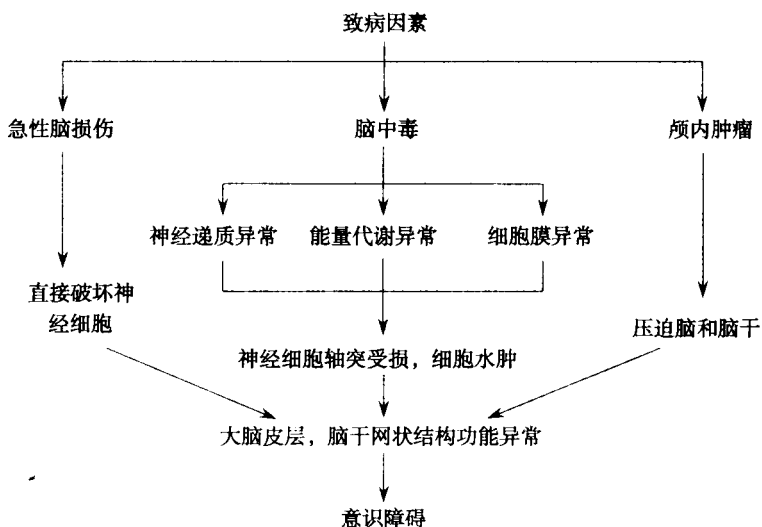 致病因素
急性脑损伤
脑中毒
颅内肿瘤
神经递质异常
能量代谢异常
细胞膜异常
直接破坏神
经细胞
压迫脑和脑干
神经细胞轴突受损，细胞水肿
大脑皮层，脑干网状结构功能异常
意识障碍